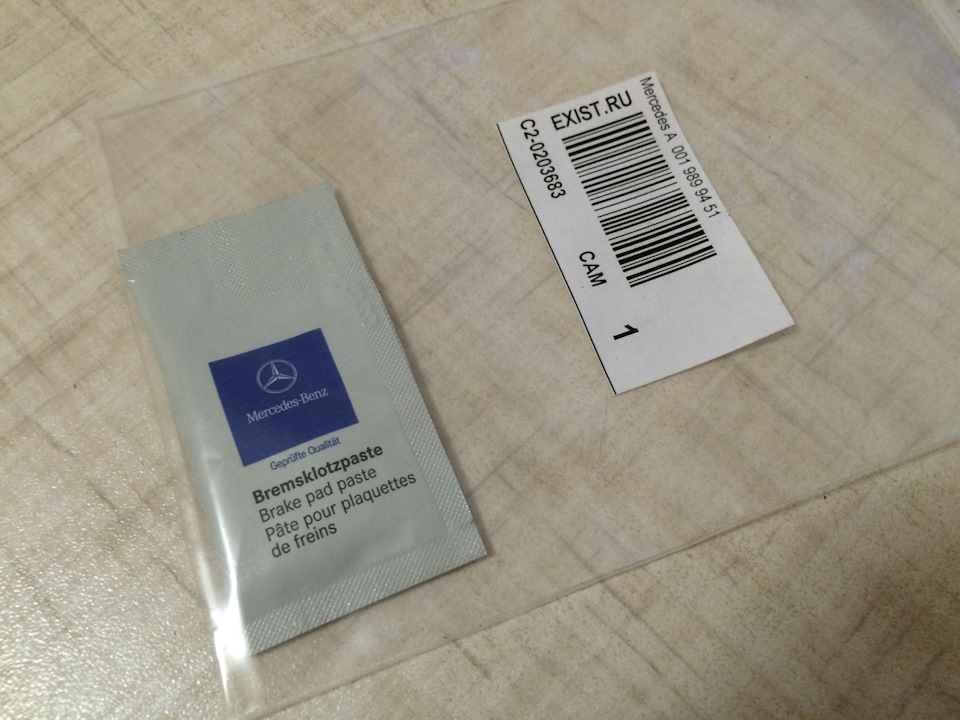 Mercedes-Benz
Geprüfte Qualität
Bremsklotzpaste
Brake pad paste
Pâte pour plaquettes
de freins
Mercedes A 001 989 94 51
EXIST.RU
C2-0203683
CAM
1